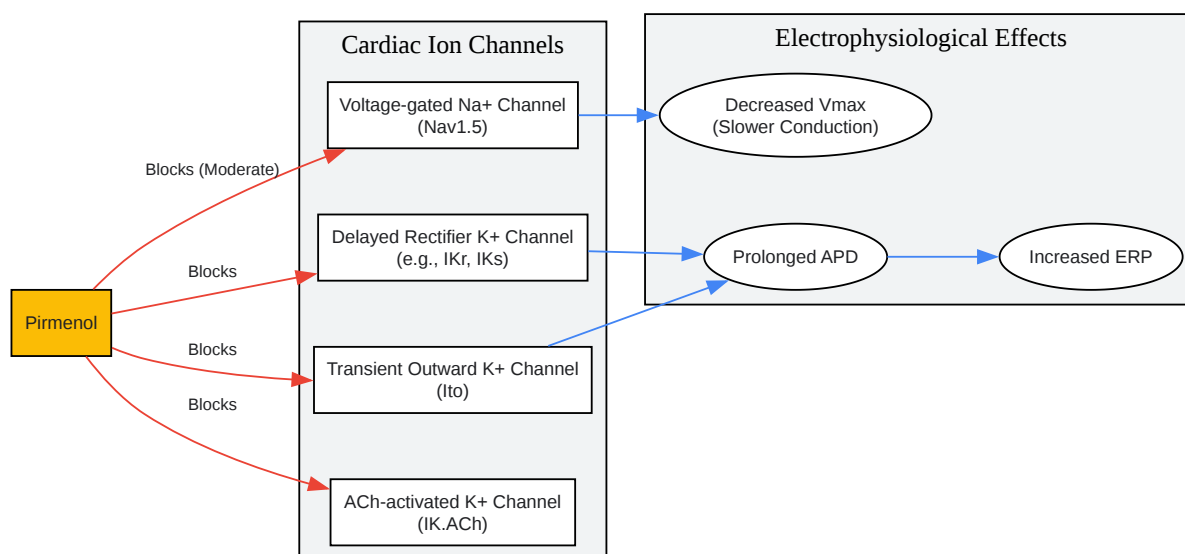 Cardiac Ion Channels
Electrophysiological Effects
Voltage-gated Na+ Channel
(Nav1.5)
Decreased Vmax
(Slower Conduction)
Blocks (Moderate)
Delayed Rectifier K+ Channel
(e.g., IKr, IKs)
Prolonged APD
Increased ERP
Blocks
Pirmenol
Blocks
Transient Outward K+ Channel
(Ito)
Blocks
ACh-activated K+ Channel
(IK.ACh)